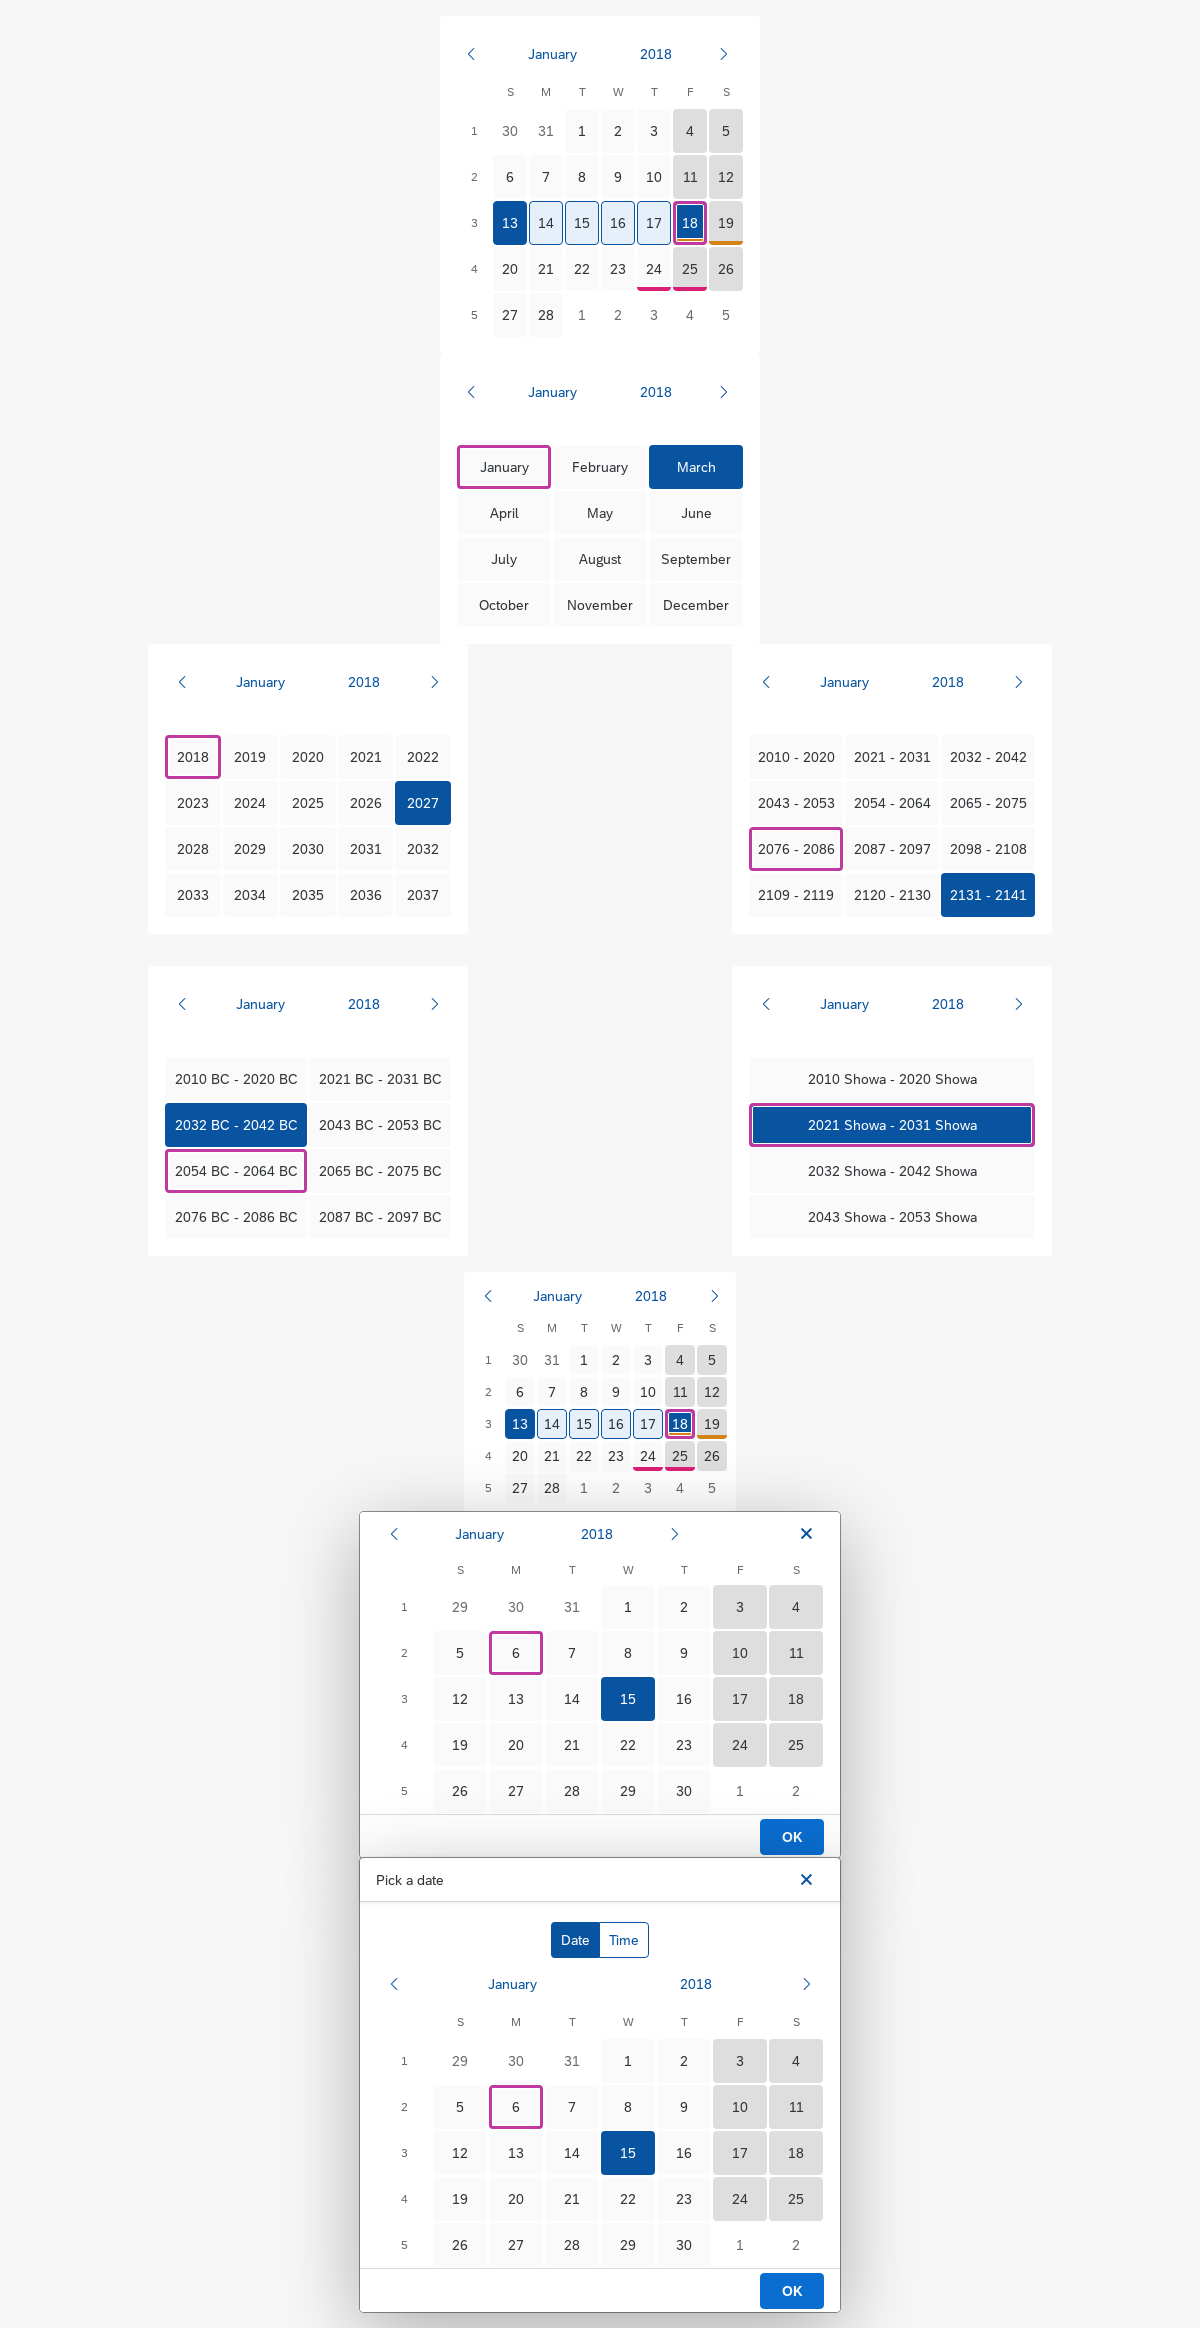 January 2018
S M T W T F S
1 30 31 1 2 3 4 5
2 6 7 8 9 10 11 12
3 13 14 15 16 17 18 19
4 20 21 22 23 24 25 26
5 27 28 1 2 3 4 5
January 2018
January February March
April May June
July August September
October November December
January 2018
2018 2019 2020 2021 2022
2023 2024 2025 2026 2027
2028 2029 2030 2031 2032
2033 2034 2035 2036 2037
January 2018
2010 - 2020 2021 - 2031 2032 - 2042
2043 - 2053 2054 - 2064 2065 - 2075
2076 - 2086 2087 - 2097 2098 - 2108
2109 - 2119 2120 - 2130 2131 - 2141
January 2018
2010 BC - 2020 BC 2021 BC - 2031 BC
2032 BC - 2042 BC 2043 BC - 2053 BC
2054 BC - 2064 BC 2065 BC - 2075 BC
2076 BC - 2086 BC 2087 BC - 2097 BC
January 2018
2010 Showa - 2020 Showa
2021 Showa - 2031 Showa
2032 Showa - 2042 Showa
2043 Showa - 2053 Showa
January 2018
S M T W T F S
1 30 31 1 2 3 4 5
2 6 7 8 9 10 11 12
3 13 14 15 16 17 18 19
4 20 21 22 23 24 25 26
5 27 28 1 2 3 4 5
January 2018
S M T W T F S
1 29 30 31 1 2 3 4
2 5 6 7 8 9 10 11
3 12 13 14 15 16 17 18
4 19 20 21 22 23 24 25
5 26 27 28 29 30 1 2
OK
Pick a date
Date Time
January 2018
S M T W T F S
1 29 30 31 1 2 3 4
2 5 6 7 8 9 10 11
3 12 13 14 15 16 17 18
4 19 20 21 22 23 24 25
5 26 27 28 29 30 1 2
OK